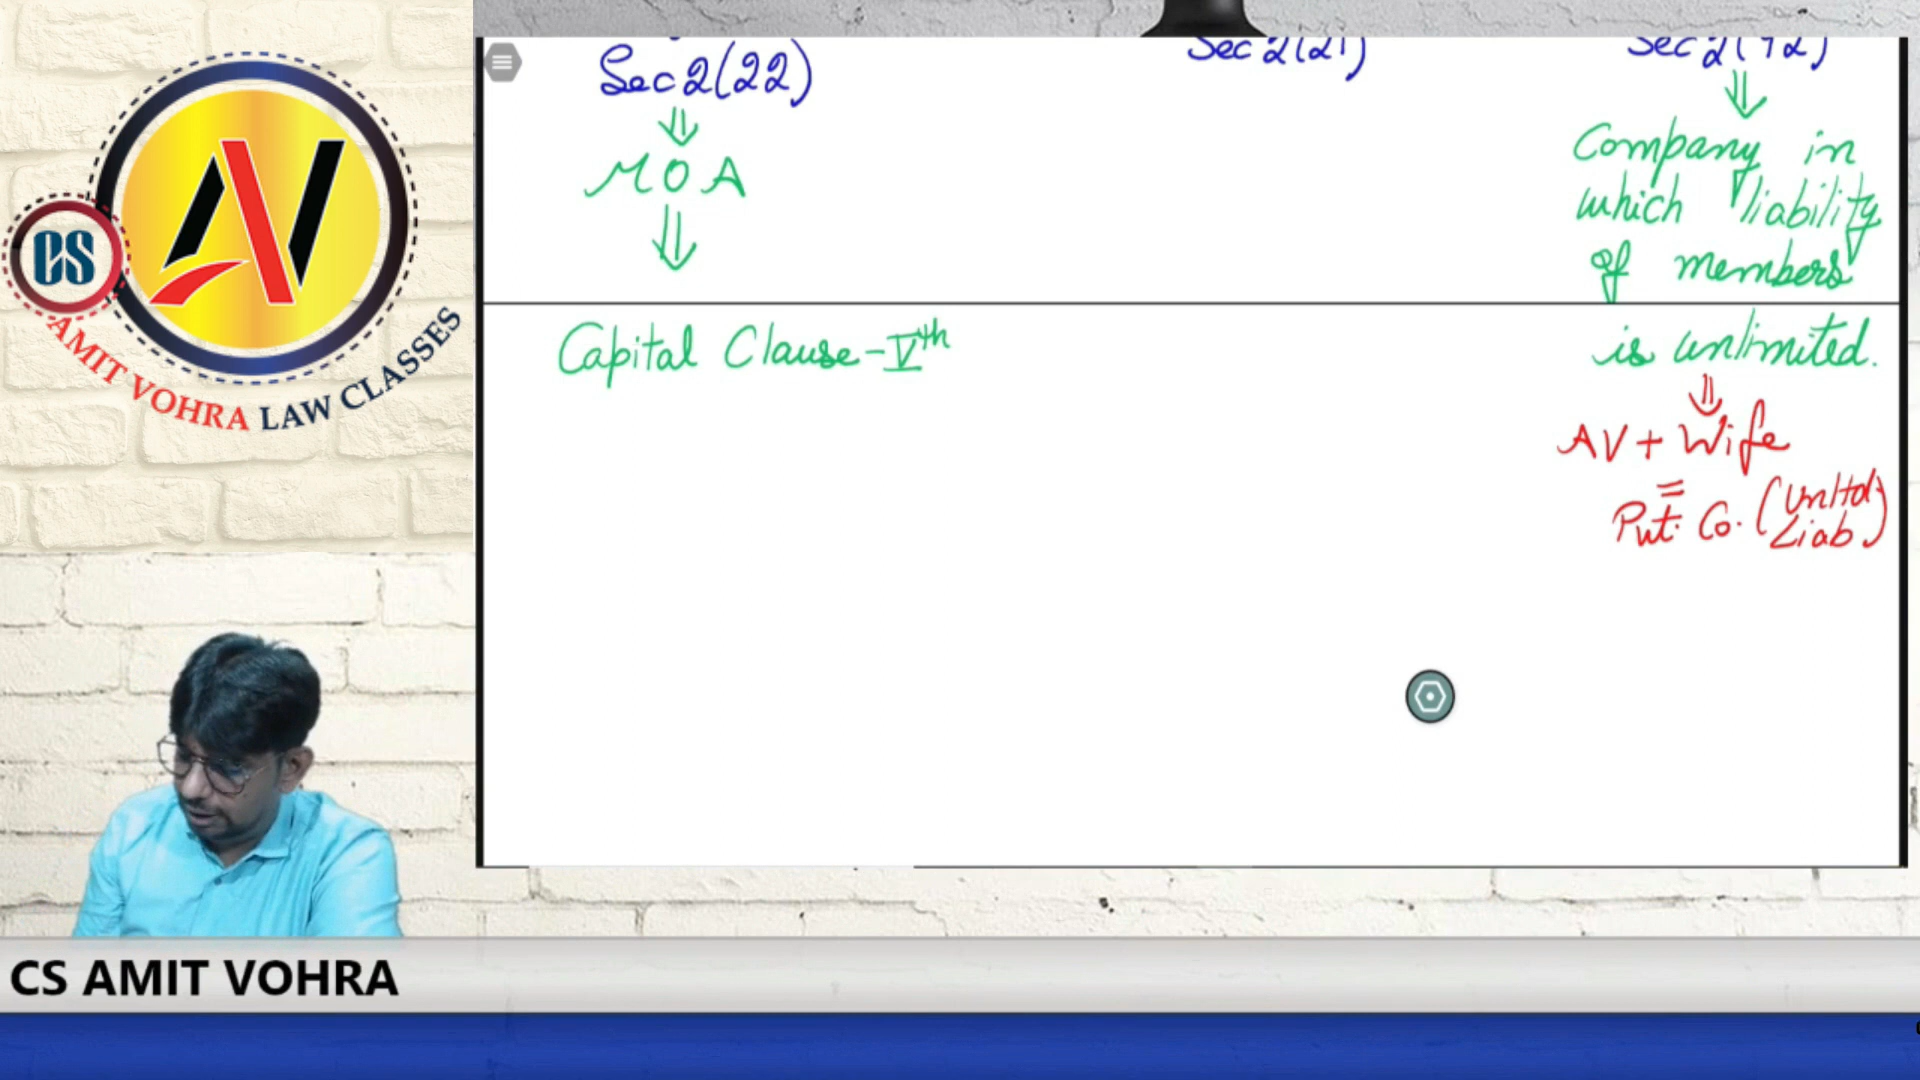 CS
AV
AMIT VOHRA LAW CLASSES
Sec 2(22)
MOA
Capital Clause - Vth
Sec 2(21)
Sec 2(92)
Company in
which liability
of members
is unlimited.
AV + Wife
=
Pvt. Co. (Unltd.
Liab)
CS AMIT VOHRA